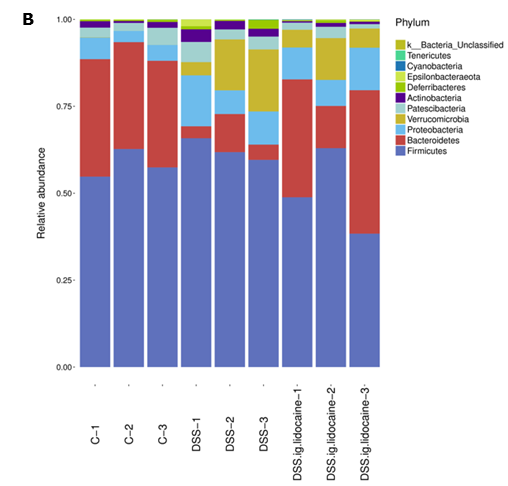 B
Phylum
k__Bacteria_Unclassified
Tenericutes
Cyanobacteria
Epsilonbacteraeota
Deferribacteres
Actinobacteria
Patescibacteria
Verrucomicrobia
Proteobacteria
Bacteroidetes
Firmicutes
Relative abundance
1.00
0.75
0.50
0.25
0.00
C−1
C−2
C−3
DSS−1
DSS−2
DSS−3
DSS.ig.lidocaine−1
DSS.ig.lidocaine−2
DSS.ig.lidocaine−3